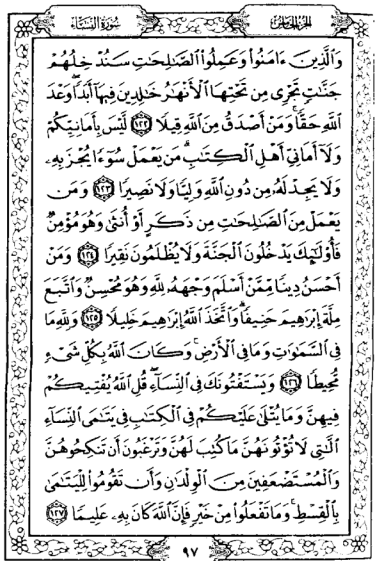 الجزء الخامس سورة النساء
وَالَّذِينَ ءَامَنُوا۟ وَعَمِلُوا۟ الصَّـٰلِحَـٰتِ سَنُدْخِلُهُمْ
جَنَّـٰتٍ تَجْرِى مِن تَحْتِهَا الْأَنْهَـٰرُ خَـٰلِدِينَ فِيهَآ أَبَدًا وَعْدَ
اللَّهِ حَقًّا وَمَنْ أَصْدَقُ مِنَ اللَّهِ قِيلًا ١٢٢ لَّيْسَ بِأَمَانِيِّكُمْ
وَلَآ أَمَانِىِّ أَهْلِ الْكِتَـٰبِ مَن يَعْمَلْ سُوٓءًا يُجْزَ بِهِۦ
وَلَا يَجِدْ لَهُۥ مِن دُونِ اللَّهِ وَلِيًّا وَلَا نَصِيرًا ١٢٣ وَمَن
يَعْمَلْ مِنَ الصَّـٰلِحَـٰتِ مِن ذَكَرٍ أَوْ أُنثَىٰ وَهُوَ مُؤْمِنٌ
فَأُو۟لَـٰٓئِكَ يَدْخُلُونَ الْجَنَّةَ وَلَا يُظْلَمُونَ نَقِيرًا ١٢٤ وَمَنْ
أَحْسَنُ دِينًا مِّمَّنْ أَسْلَمَ وَجْهَهُۥ لِلَّهِ وَهُوَ مُحْسِنٌ وَاتَّبَعَ
مِلَّةَ إِبْرَٰهِيمَ حَنِيفًا وَاتَّخَذَ اللَّهُ إِبْرَٰهِيمَ خَلِيلًا ١٢٥ وَلِلَّهِ مَا
فِى السَّمَـٰوَٰتِ وَمَا فِى الْأَرْضِ وَكَانَ اللَّهُ بِكُلِّ شَىْءٍ
مُّحِيطًا ١٢٦ وَيَسْتَفْتُونَكَ فِى النِّسَآءِ قُلِ اللَّهُ يُفْتِيكُمْ
فِيهِنَّ وَمَا يُتْلَىٰ عَلَيْكُمْ فِى الْكِتَـٰبِ فِى يَتَـٰمَى النِّسَآءِ
الَّـٰتِى لَا تُؤْتُونَهُنَّ مَا كُتِبَ لَهُنَّ وَتَرْغَبُونَ أَن تَنكِحُوهُنَّ
وَالْمُسْتَضْعَفِينَ مِنَ الْوِلْدَٰنِ وَأَن تَقُومُوا۟ لِلْيَتَـٰمَىٰ
بِالْقِسْطِ وَمَا تَفْعَلُوا۟ مِنْ خَيْرٍ فَإِنَّ اللَّهَ كَانَ بِهِۦ عَلِيمًا ١٢٧
٩٧